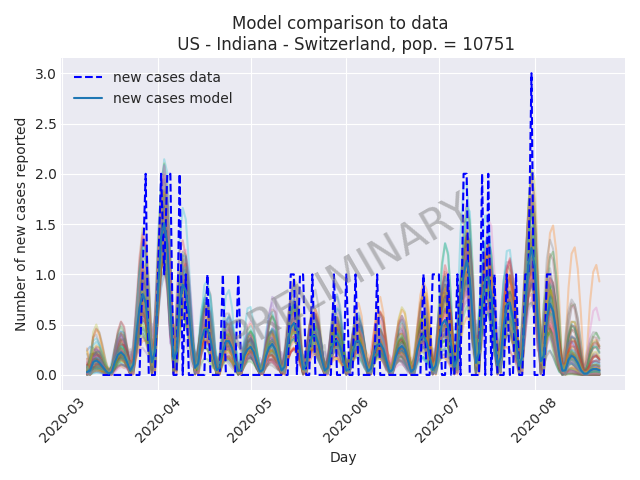 Model comparison to data
US - Indiana - Switzerland, pop. = 10751
new cases data
new cases model
Number of new cases reported
3.0
2.5
2.0
1.5
1.0
0.5
0.0
PRELIMINARY
2020-03
2020-04
2020-05
2020-06
2020-07
2020-08
Day